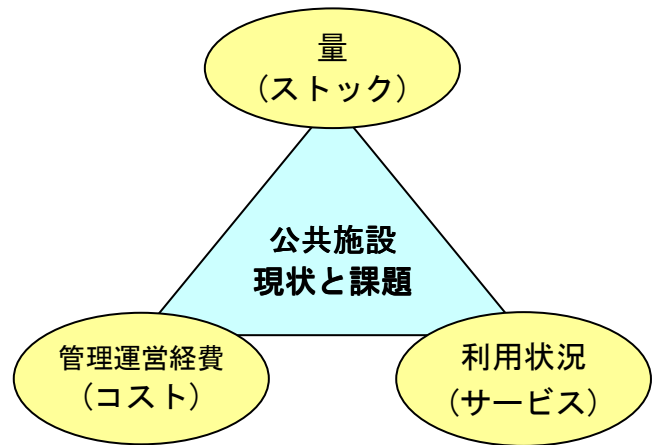 量
（ストック）
公共施設
現状と課題
管理運営経費
（コスト）
利用状況
（サービス）